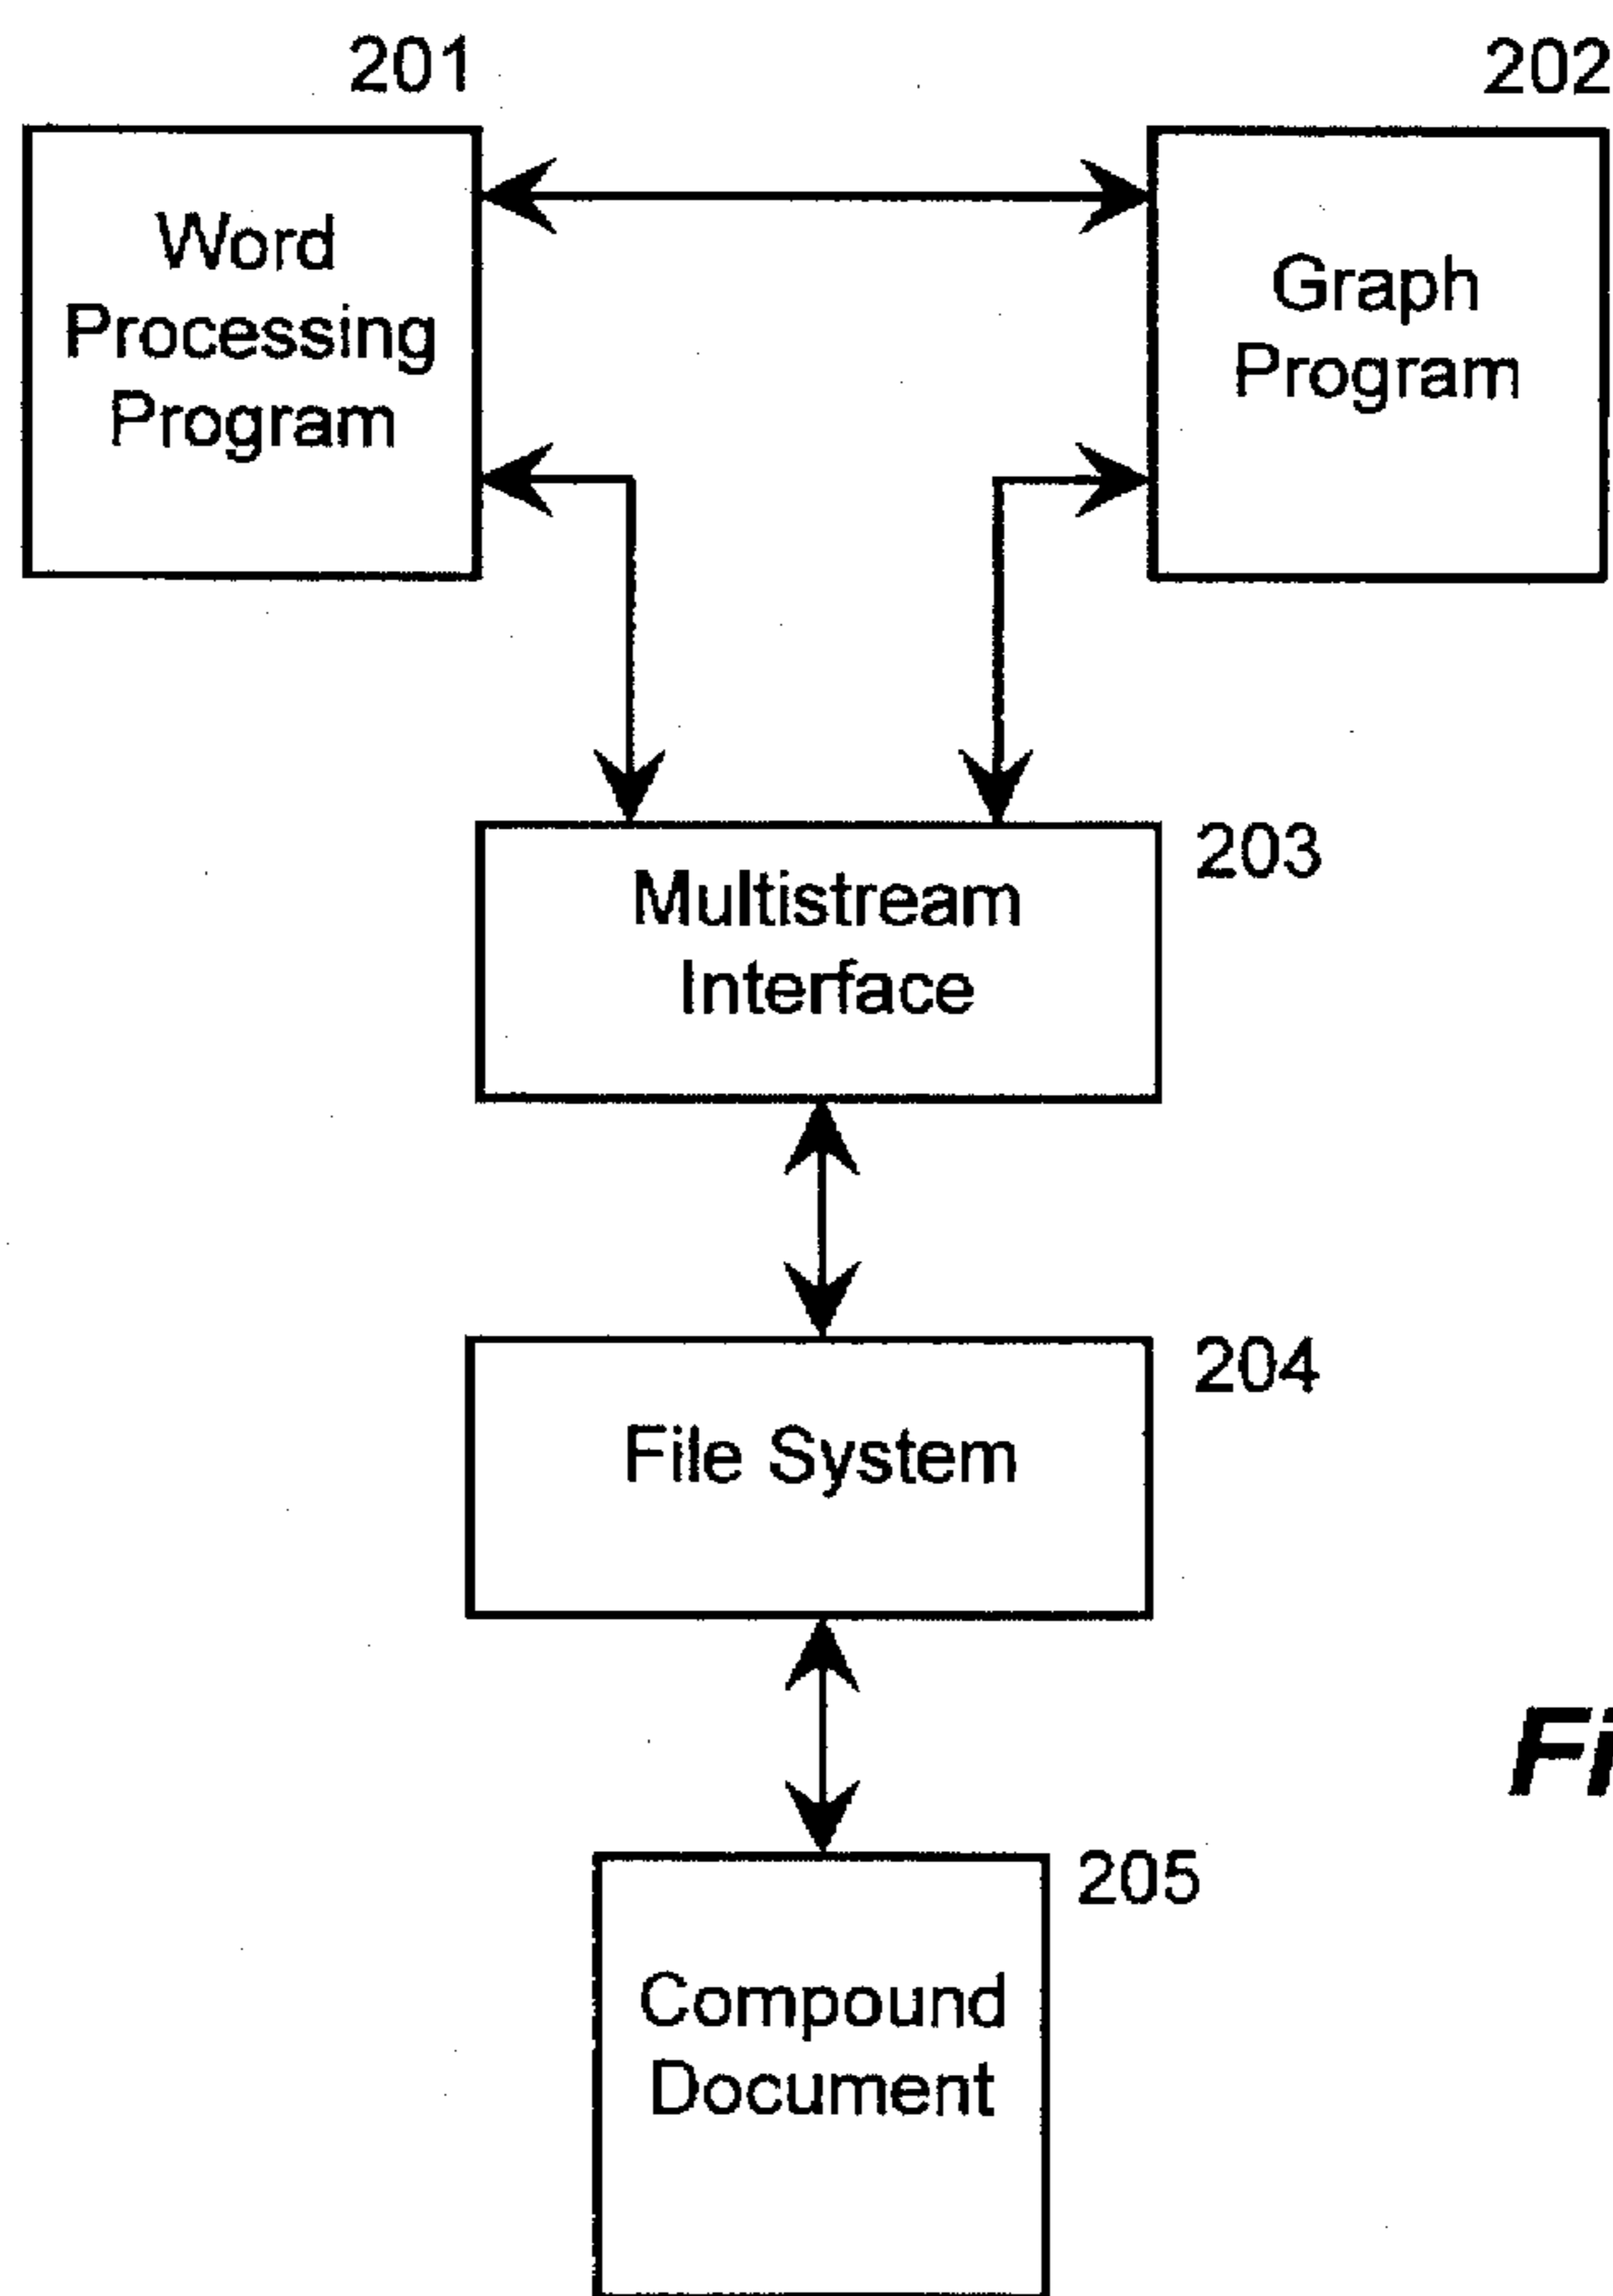 201
202
Word
Processing
Program
Graph
Program
203
Multistream
Interface
204
File System
205
Compound
Document